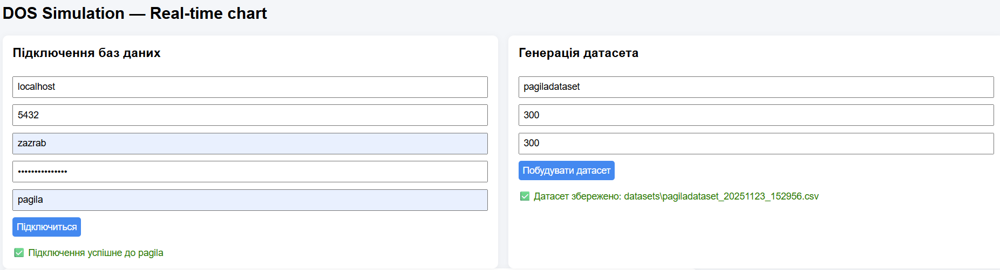 DOS Simulation — Real-time chart
Підключення баз даних
localhost
5432
zazrab
•••••••••••••••
pagila
Підключиться
✅ Підключення успішне до pagila
Генерація датасета
pagiladataset
300
300
Побудувати датасет
✅ Датасет збережено: datasets\pagiladataset_20251123_152956.csv